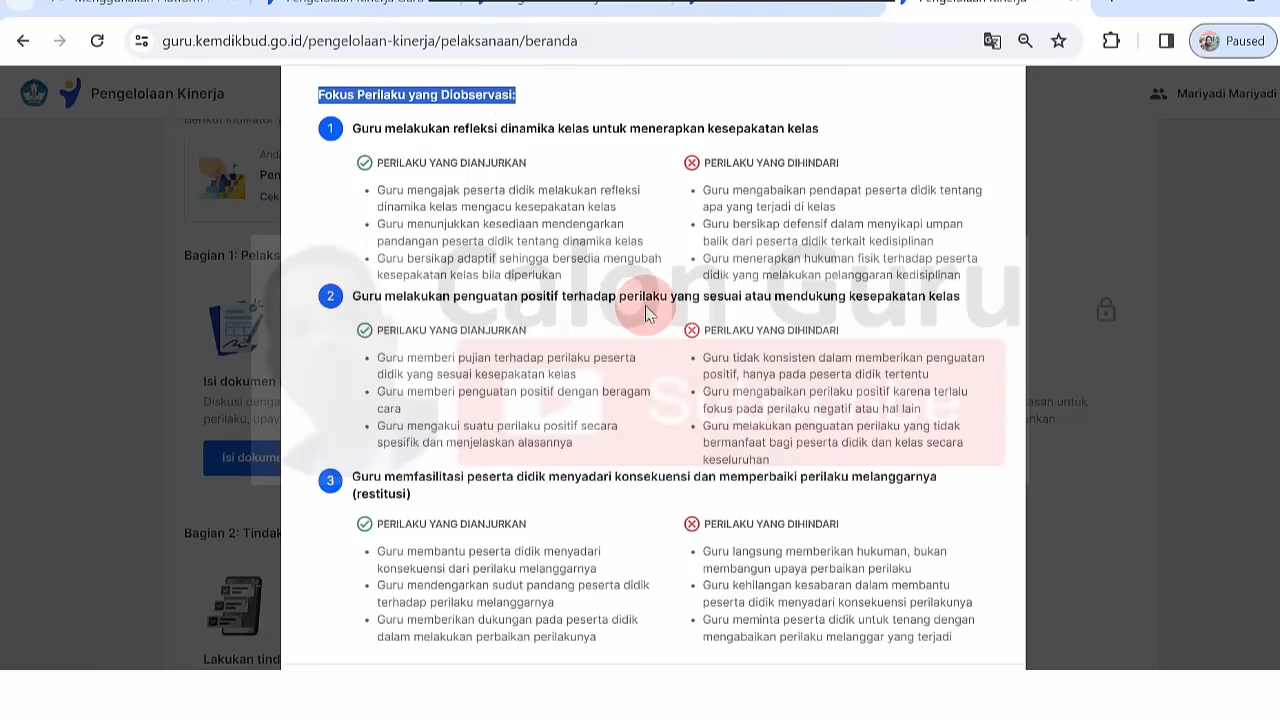 guru.kemdikbud.go.id/pengelolaan-kinerja/pelaksanaan/beranda
Paused
Pengelolaan Kinerja
Mariyadi Mariyadi
Fokus Perilaku yang Diobservasi:
1
Guru melakukan refleksi dinamika kelas untuk menerapkan kesepakatan kelas
PERILAKU YANG DIANJURKAN
Guru mengajak peserta didik melakukan refleksi
dinamika kelas mengacu kesepakatan kelas
Guru menunjukkan kesediaan mendengarkan
pandangan peserta didik tentang dinamika kelas
Guru bersikap adaptif sehingga bersedia mengubah
kesepakatan kelas bila diperlukan
PERILAKU YANG DIHINDARI
Guru mengabaikan pendapat peserta didik tentang
apa yang terjadi di kelas
Guru bersikap defensif dalam menyikapi umpan
balik dari peserta didik terkait kedisiplinan
Guru menerapkan hukuman fisik terhadap peserta
didik yang melakukan pelanggaran kedisiplinan
2
Guru melakukan penguatan positif terhadap perilaku yang sesuai atau mendukung kesepakatan kelas
PERILAKU YANG DIANJURKAN
Guru memberi pujian terhadap perilaku peserta
didik yang sesuai kesepakatan kelas
Guru memberi penguatan positif dengan beragam
cara
Guru mengakui suatu perilaku positif secara
spesifik dan menjelaskan alasannya
PERILAKU YANG DIHINDARI
Guru tidak konsisten dalam memberikan penguatan
positif, hanya pada peserta didik tertentu
Guru mengabaikan perilaku positif karena terlalu
fokus pada perilaku negatif atau hal lain
Guru melakukan penguatan perilaku yang tidak
bermanfaat bagi peserta didik dan kelas secara
keseluruhan
3
Guru memfasilitasi peserta didik menyadari konsekuensi dan memperbaiki perilaku melanggarnya
(restitusi)
PERILAKU YANG DIANJURKAN
Guru membantu peserta didik menyadari
konsekuensi dari perilaku melanggarnya
Guru mendengarkan sudut pandang peserta didik
terhadap perilaku melanggarnya
Guru memberikan dukungan pada peserta didik
dalam melakukan perbaikan perilakunya
PERILAKU YANG DIHINDARI
Guru langsung memberikan hukuman, bukan
membangun upaya perbaikan perilaku
Guru kehilangan kesabaran dalam membantu
peserta didik menyadari konsekuensi perilakunya
Guru meminta peserta didik untuk tenang dengan
mengabaikan perilaku melanggar yang terjadi
Calon Guru
Subscribe
Bagian 1: Pelaks
Isi dokumen
Diskusi dengan
perilaku, upay
Isi dokume
asan untuk
Bagian 2: Tindak
Lakukan tind